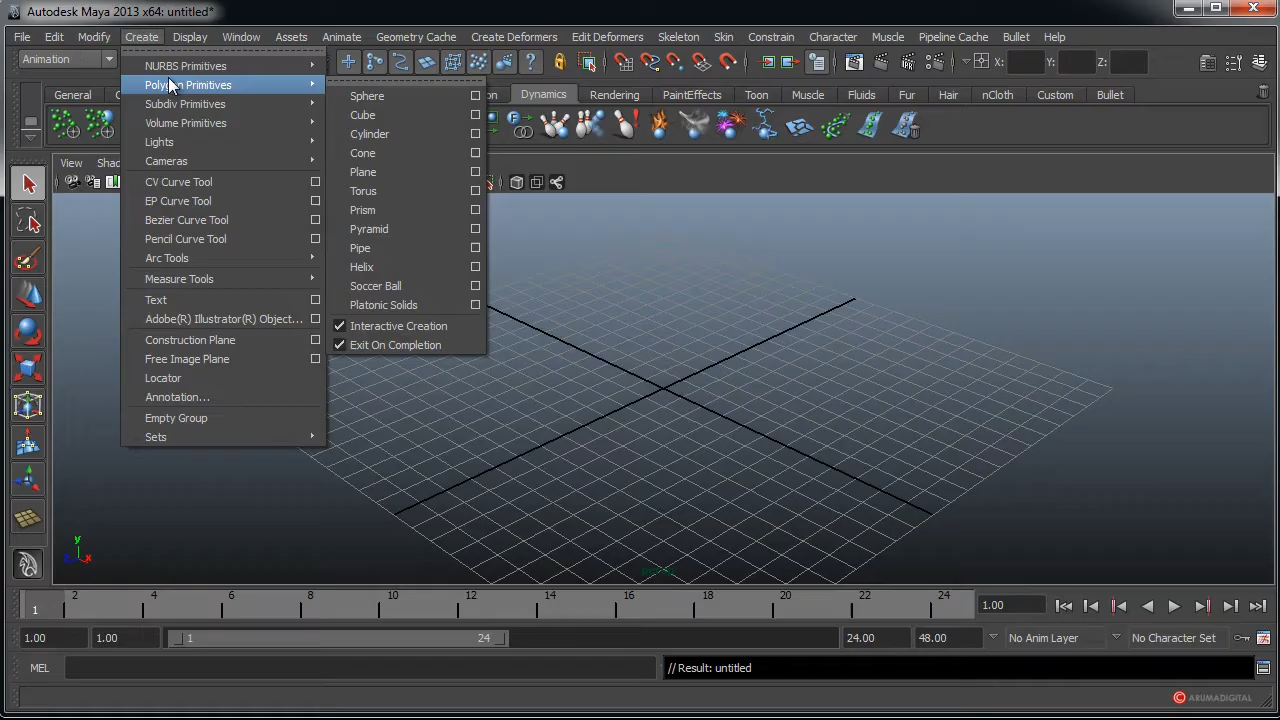 Autodesk Maya 2013 x64: untitled*
File Edit Modify Create Display Window Assets Animate Geometry Cache Create Deformers Edit Deformers Skeleton Skin Constrain Character Muscle Pipeline Cache Bullet Help
Animation X: Y: Z:
General Dynamics Rendering PaintEffects Toon Muscle Fluids Fur Hair nCloth Custom Bullet
View
NURBS Primitives
Polygon Primitives
Subdiv Primitives
Volume Primitives
Lights
Cameras
CV Curve Tool
EP Curve Tool
Bezier Curve Tool
Pencil Curve Tool
Arc Tools
Measure Tools
Text
Adobe(R) Illustrator(R) Object...
Construction Plane
Free Image Plane
Locator
Annotation...
Empty Group
Sets
Sphere
Cube
Cylinder
Cone
Plane
Torus
Prism
Pyramid
Pipe
Helix
Soccer Ball
Platonic Solids
Interactive Creation
Exit On Completion
y
x
persp
1 2 4 6 8 10 12 14 16 18 20 22 24 1.00
1.00 1.00 1 24 24.00 48.00 No Anim Layer No Character Set
MEL // Result: untitled
© ARUMADIGITAL